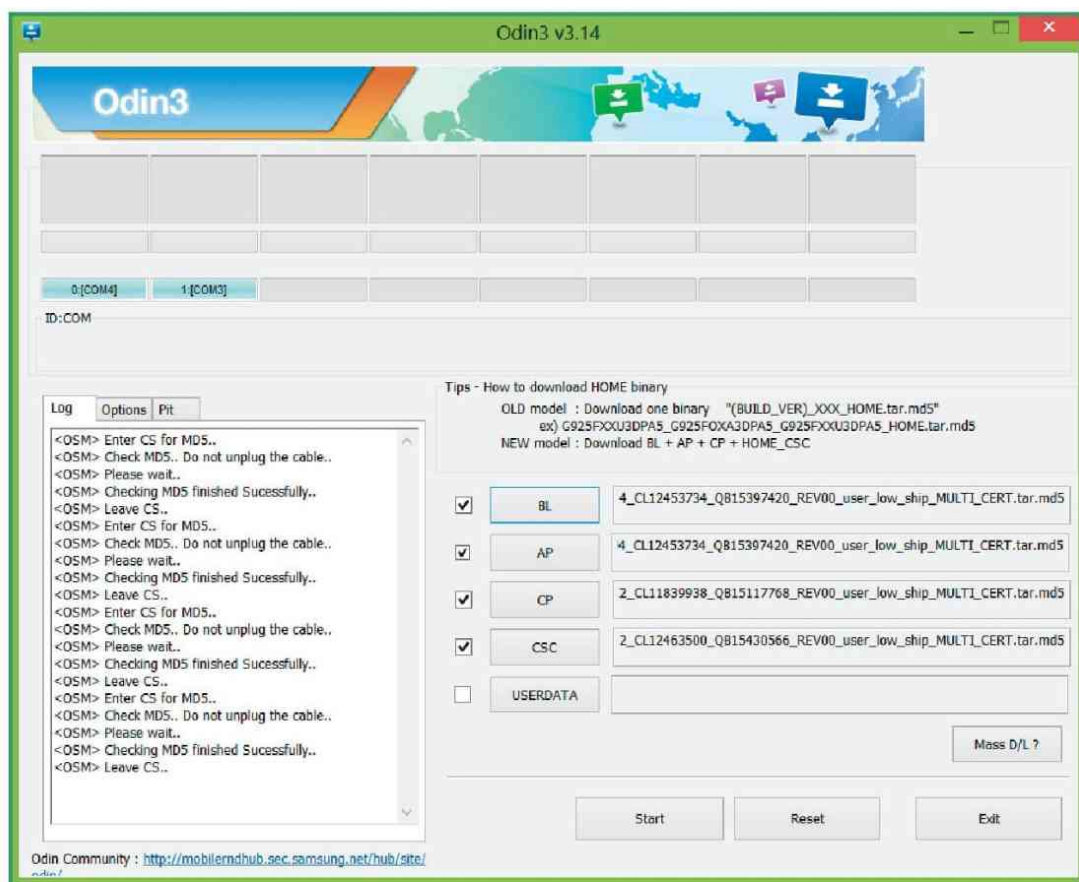 Odin3 v3.14
Odin3
0:[COM4]
1:[COM3]
ID:COM
Log
Options
Pit
<OSM> Enter CS for MD5..
<OSM> Check MD5.. Do not unplug the cable..
<OSM> Please wait..
<OSM> Checking MD5 finished Sucessfully..
<OSM> Leave CS..
<OSM> Enter CS for MD5..
<OSM> Check MD5.. Do not unplug the cable..
<OSM> Please wait..
<OSM> Checking MD5 finished Sucessfully..
<OSM> Leave CS..
<OSM> Enter CS for MD5..
<OSM> Check MD5.. Do not unplug the cable..
<OSM> Please wait..
<OSM> Checking MD5 finished Sucessfully..
<OSM> Leave CS..
<OSM> Enter CS for MD5..
<OSM> Check MD5.. Do not unplug the cable..
<OSM> Please wait..
<OSM> Checking MD5 finished Sucessfully..
<OSM> Leave CS..
Odin Community : http://mobilerndhub.sec.samsung.net/hub/site/
odin/
Tips - How to download HOME binary
OLD model : Download one binary "(BUILD_VER)_XXX_HOME.tar.md5"
ex) G925FXXU3DPA5_G925FOXA3DPA5_G925FXXU3DPA5_HOME.tar.md5
NEW model : Download BL + AP + CP + HOME_CSC
BL 4_CL12453734_QB15397420_REV00_user_low_ship_MULTI_CERT.tar.md5
AP 4_CL12453734_QB15397420_REV00_user_low_ship_MULTI_CERT.tar.md5
CP 2_CL11839938_QB15117768_REV00_user_low_ship_MULTI_CERT.tar.md5
CSC 2_CL12463500_QB15430566_REV00_user_low_ship_MULTI_CERT.tar.md5
USERDATA
Mass D/L ?
Start
Reset
Exit